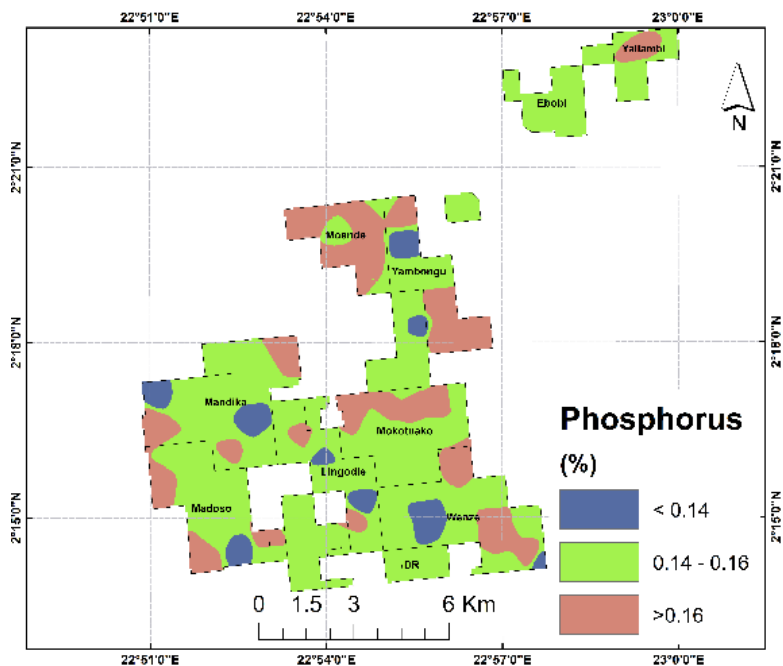 22°51'0"E 22°54'0"E 22°57'0"E 23°0'0"E
Yaliambi
Ebobi
N
2°21'0"N 2°21'0"N
Moende
Yambongu
2°18'0"N 2°18'0"N
Mandika
Mokotuako
Lingodie
Madoso
Wenze
2°15'0"N 2°15'0"N
IDR
Phosphorus
(%)
< 0.14
0.14 - 0.16
>0.16
0 1.5 3 6 Km
22°51'0"E 22°54'0"E 22°57'0"E 23°0'0"E